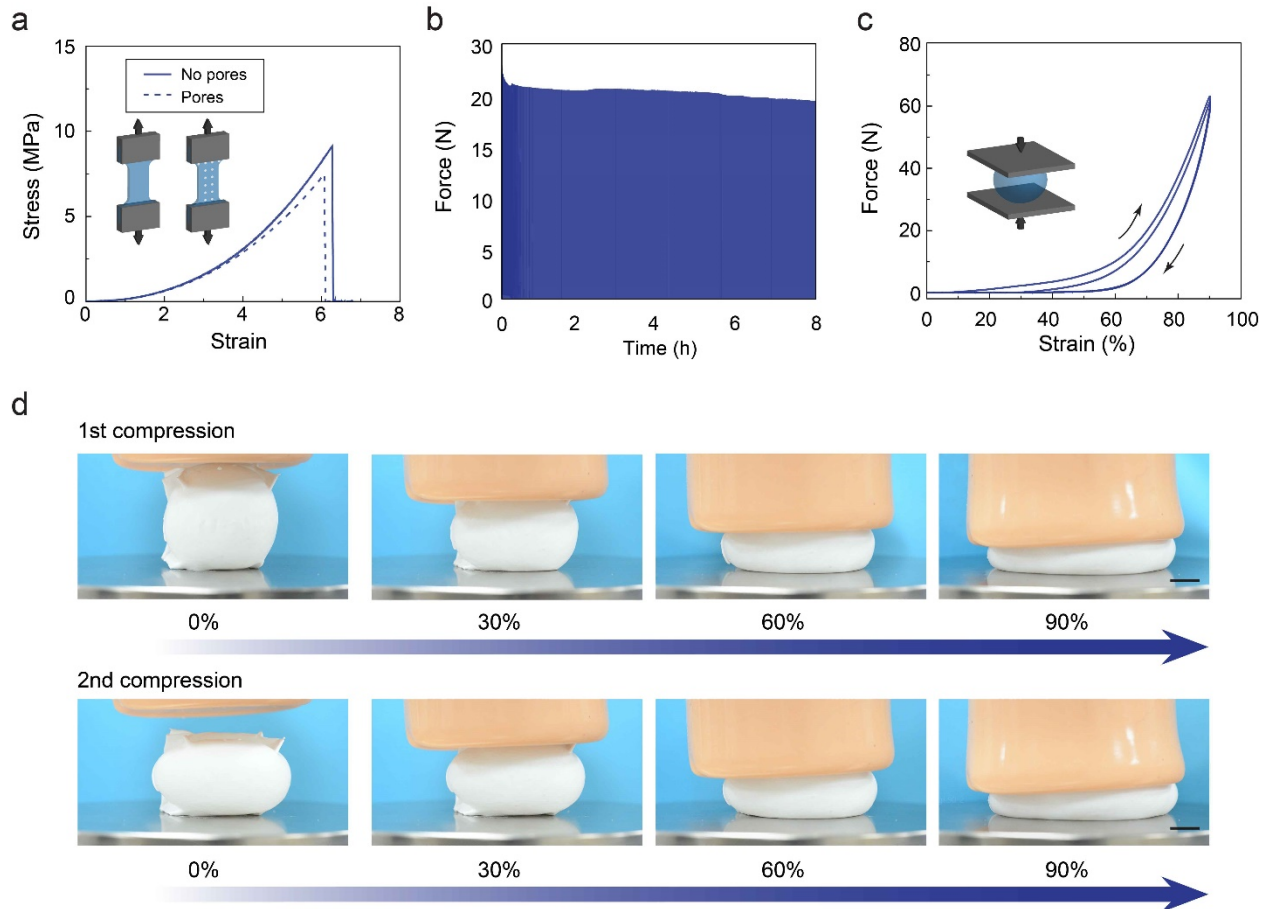 a
15
10
5
0
Stress (MPa)
No pores
Pores
0 2 4 6 8
Strain
b
30
25
20
15
10
5
0
Force (N)
0 2 4 6 8
Time (h)
c
80
60
40
20
0
Force (N)
0 20 40 60 80 100
Strain (%)
d
1st compression
0% 30% 60% 90%
2nd compression
0% 30% 60% 90%